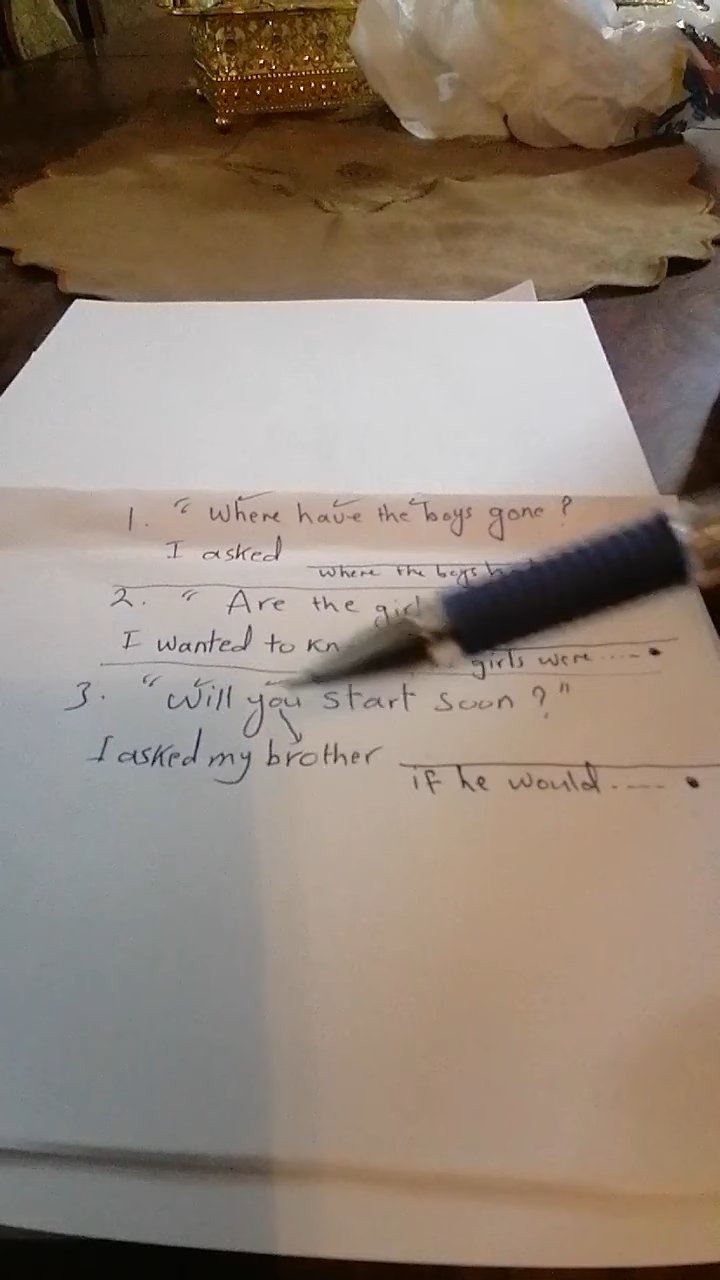 1. “ Where have the boys gone ?
I asked
where the boys
2. “ Are the
I wanted to
girls were ..... .
3. “ Will you start soon ? ”
I asked my brother
if he would ..... .